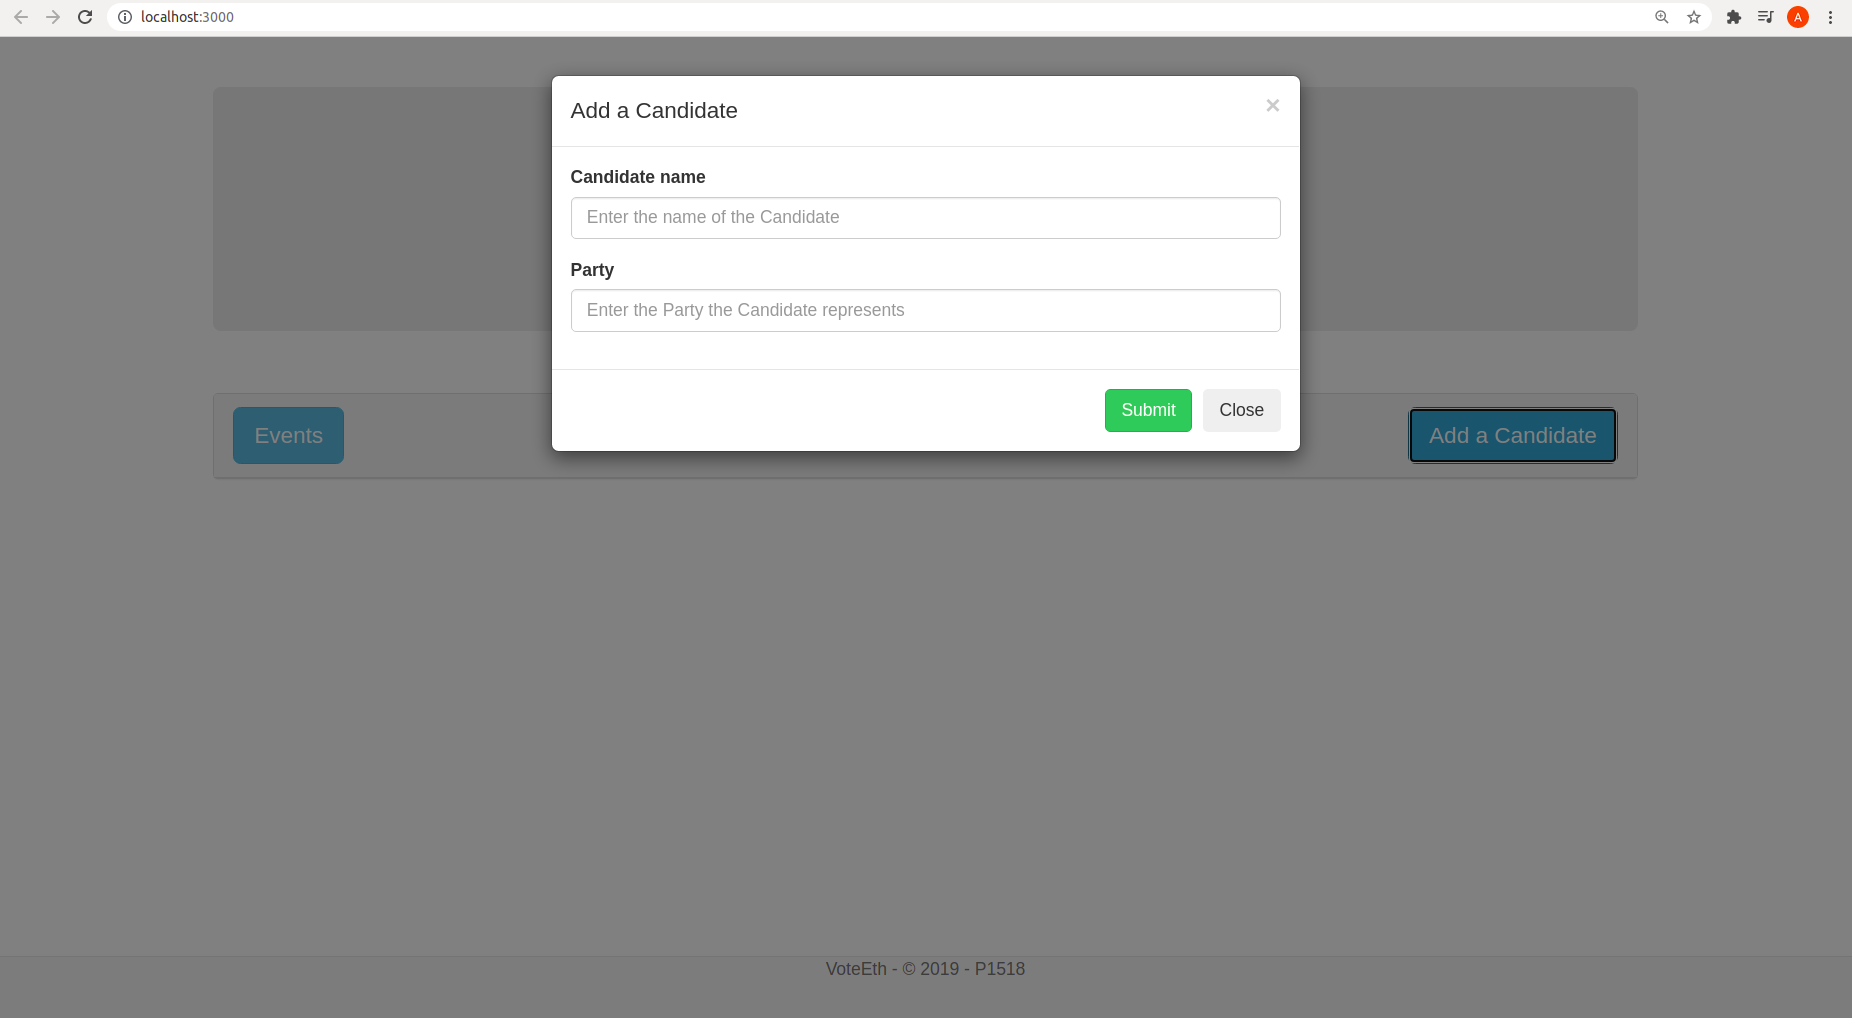 localhost:3000
A
Add a Candidate
×
Candidate name
Enter the name of the Candidate
Party
Enter the Party the Candidate represents
Submit Close
Events
Add a Candidate
VoteEth - © 2019 - P1518